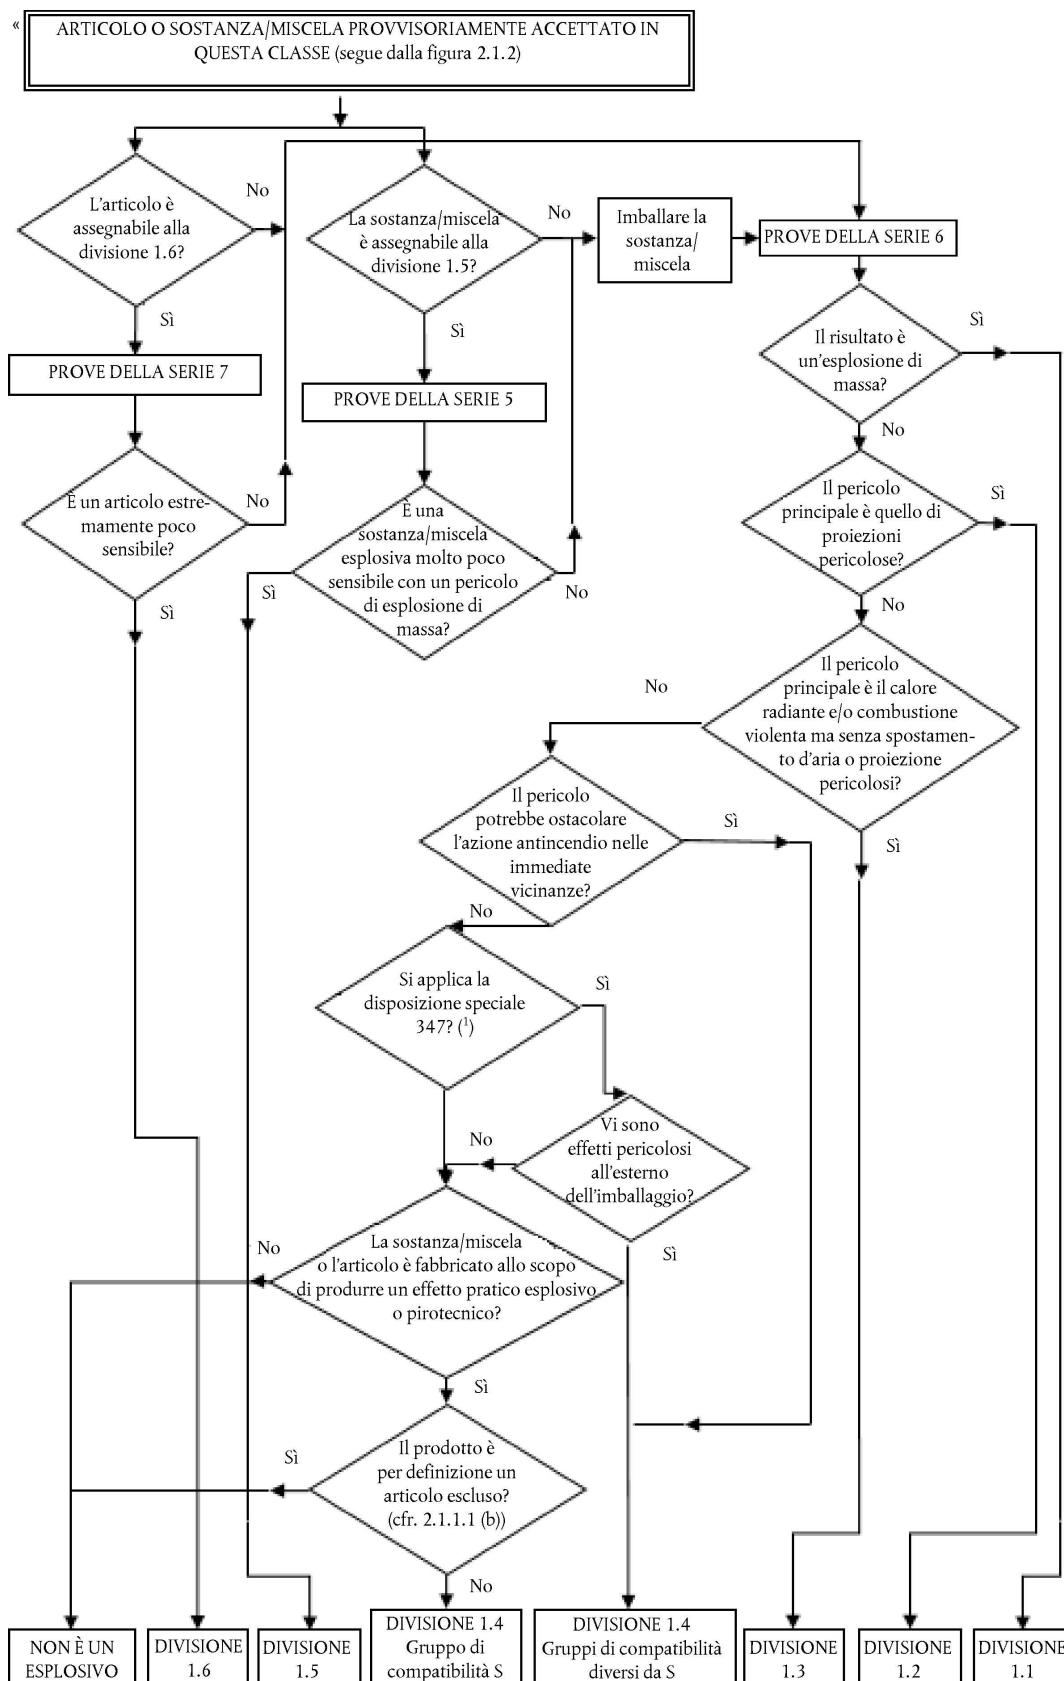 «
ARTICOLO O SOSTANZA/MISCELA PROVVISORIAMENTE ACCETTATO IN
QUESTA CLASSE (segue dalla figura 2.1.2)
L'articolo è
assegnabile alla
divisione 1.6?
No
Sì
La sostanza/miscela
è assegnabile alla
divisione 1.5?
No
Sì
Imballare la
sostanza/
miscela
PROVE DELLA SERIE 6
PROVE DELLA SERIE 7
PROVE DELLA SERIE 5
Il risultato è
un'esplosione di
massa?
Sì
No
È un articolo estre-
mamente poco
sensibile?
No
Sì
È una
sostanza/miscela
esplosiva molto poco
sensibile con un pericolo
di esplosione di
massa?
Sì
No
Il pericolo
principale è quello di
proiezioni
pericolose?
Sì
No
Il pericolo
principale è il calore
radiante e/o combustione
violenta ma senza spostamen-
to d'aria o proiezione
pericolosi?
No
Sì
Il pericolo
potrebbe ostacolare
l'azione antincendio nelle
immediate
vicinanze?
Sì
No
Si applica la
disposizione speciale
347? (¹)
Sì
Vi sono
effetti pericolosi
all'esterno
dell'imballaggio?
No
Sì
La sostanza/miscela
o l'articolo è fabbricato allo scopo
di produrre un effetto pratico esplosivo
o pirotecnico?
No
Sì
Il prodotto è
per definizione un
articolo escluso?
(cfr. 2.1.1.1 (b))
Sì
No
NON È UN
ESPLOSIVO
DIVISIONE
1.6
DIVISIONE
1.5
DIVISIONE 1.4
Gruppo di
compatibilità S
DIVISIONE 1.4
Gruppi di compatibilità
diversi da S
DIVISIONE
1.3
DIVISIONE
1.2
DIVISIONE
1.1